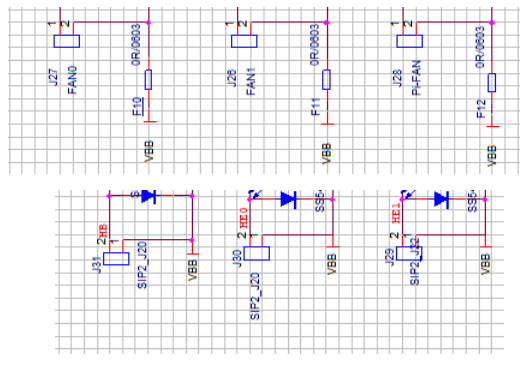 1 2
J27
FAN0
0R/0603
F10
VBB
1 2
J26
FAN1
0R/0603
F11
VBB
1 2
J28
Pi-FAN
0R/0603
F12
VBB
2 HB
1
J31
SIP2_J20
VBB
2 HE0
1
J30
SIP2_J20
SS54
VBB
2 HE1
1
J29
SIP2_J22
SS54
VBB